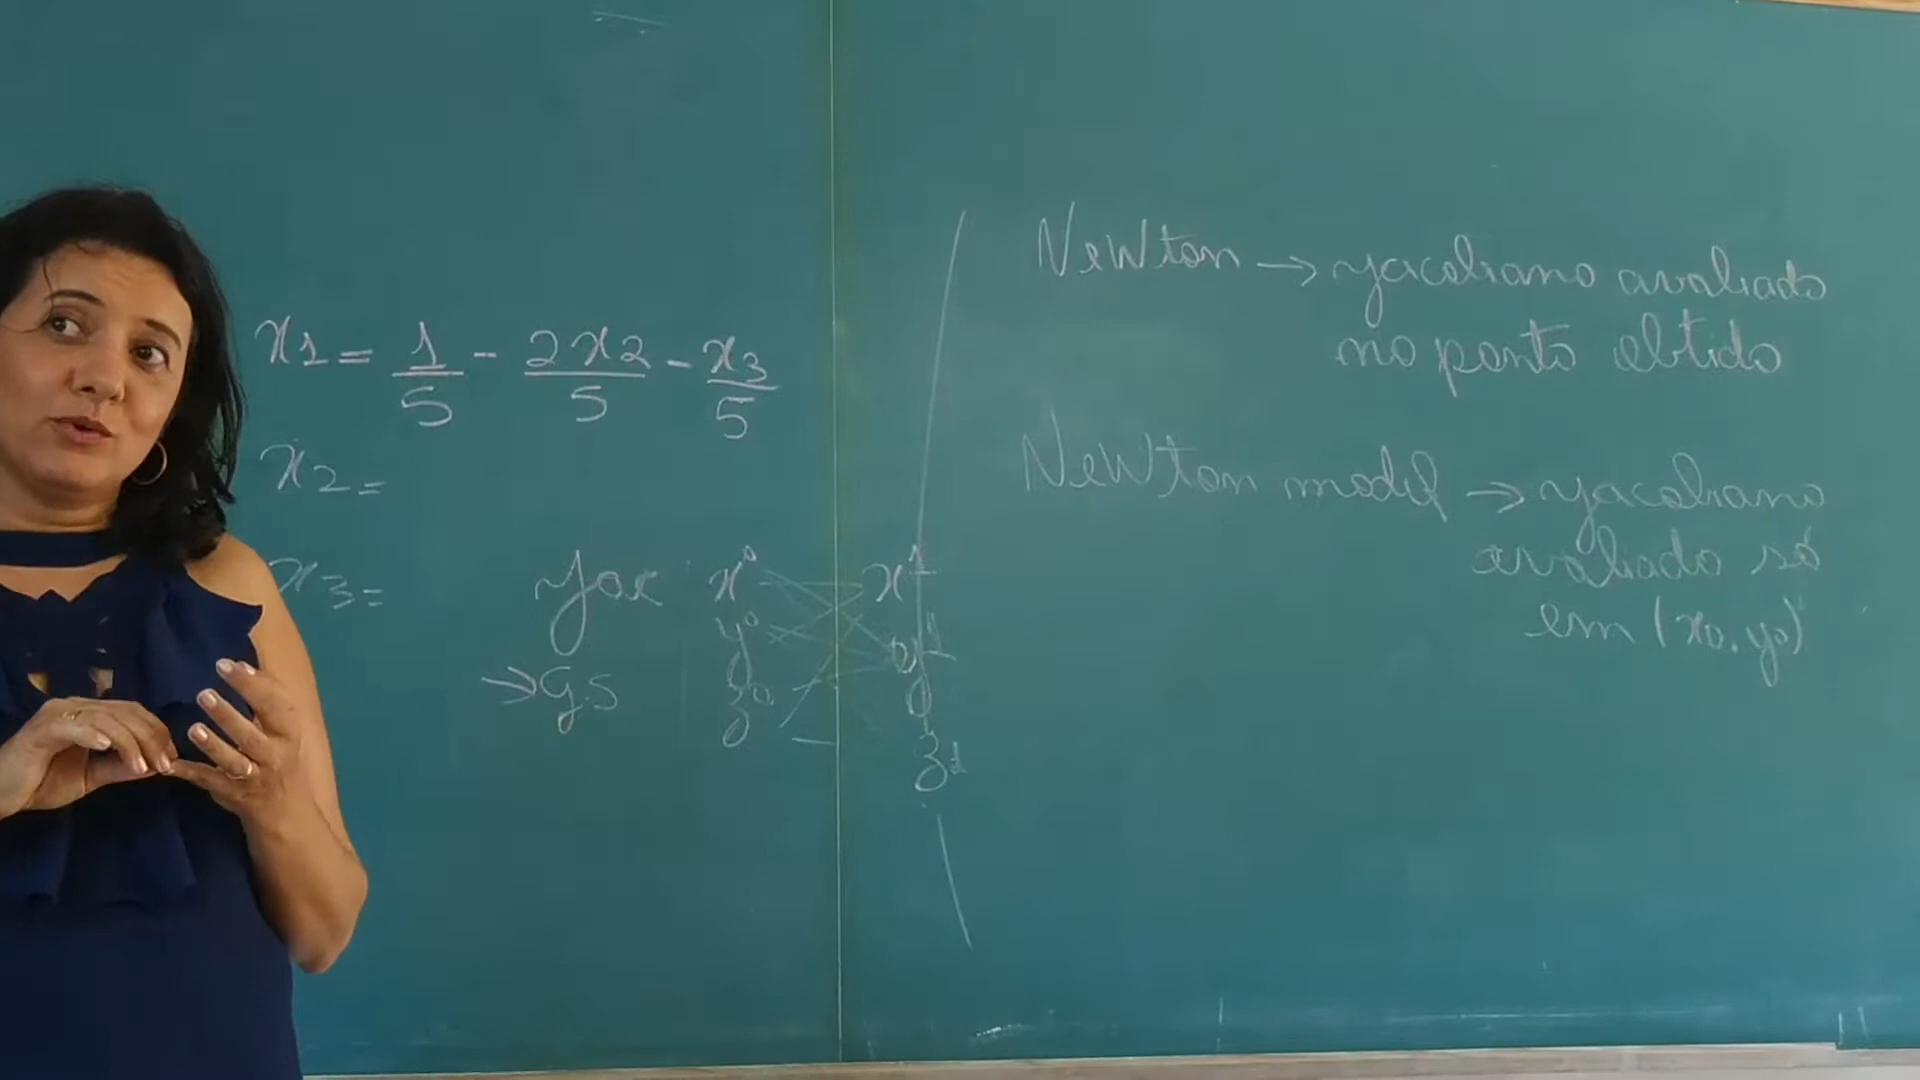 x1 = 1/5 - 2x2/5 - x3/5
x2 =
x3 =
Jac x⁰ x¹
y⁰ y¹
→ G.S z⁰ z¹
Newton → jacobiano avaliado
no ponto obtido
Newton modif → jacobiano
avaliado só
em (x0, y0)